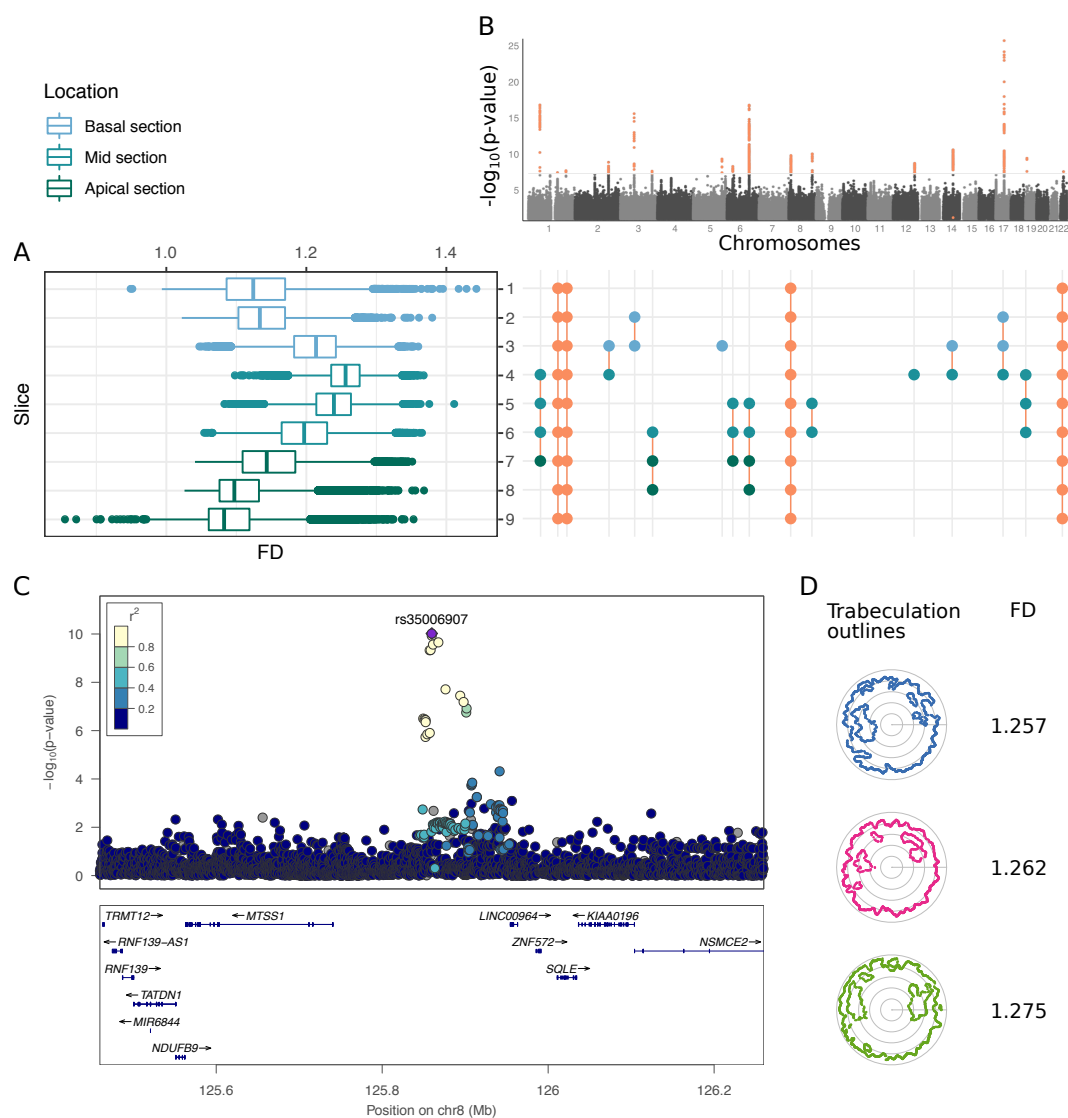 B
25
20
15
10
5
-log10(p-value)
1 2 3 4 5 6 7 8 9 10 11 12 13 14 15 16 17 18 19 20 21 22
Chromosomes
Location
Basal section
Mid section
Apical section
A
1.0 1.2 1.4
Slice
1
2
3
4
5
6
7
8
9
FD
C
r2
0.8
0.6
0.4
0.2
rs35006907
10
8
6
4
2
0
−log10(p−value)
TRMT12 MTSS1 LINC00964 KIAA0196
RNF139−AS1 ZNF572 NSMCE2
RNF139 SQLE
TATDN1
MIR6844
NDUFB9
125.6 125.8 126 126.2
Position on chr8 (Mb)
D
Trabeculation
outlines
FD
1.257
1.262
1.275